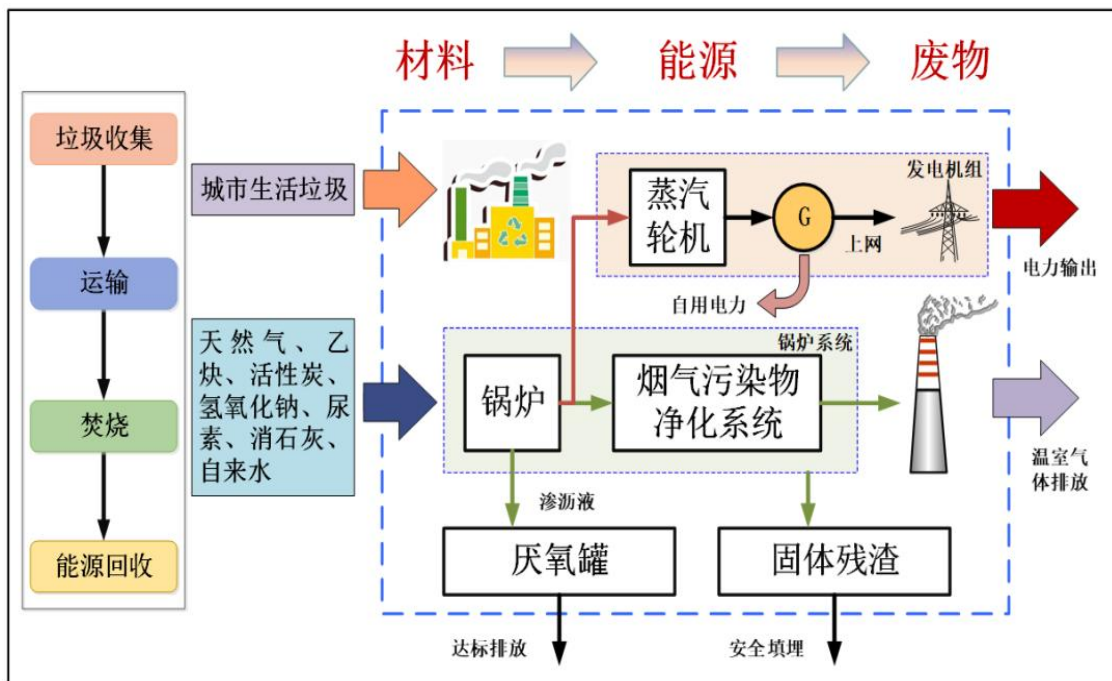 材料
能源
废物
垃圾收集
运输
焚烧
能源回收
城市生活垃圾
天然气、乙
炔、活性炭、
氢氧化钠、尿
素、消石灰、
自来水
发电机组
蒸汽
轮机
G
上网
自用电力
电力输出
锅炉系统
锅炉
烟气污染物
净化系统
温室气
体排放
渗沥液
厌氧罐
固体残渣
达标排放
安全填埋